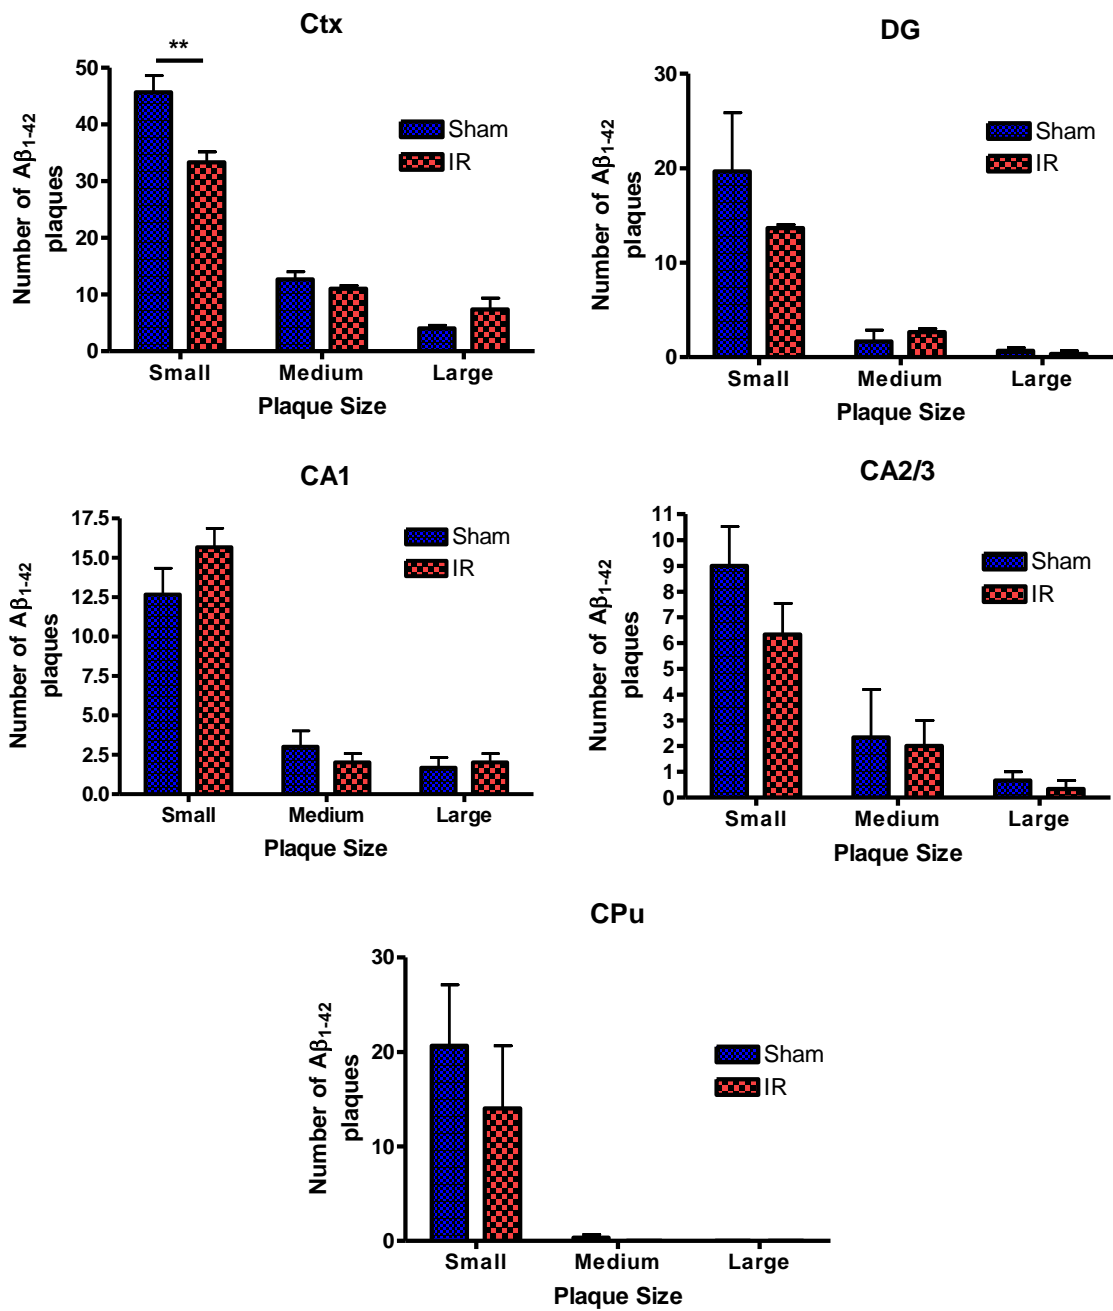 Ctx
**
Number of Aβ1-42
plaques
50
40
30
20
10
0
Sham
IR
Small Medium Large
Plaque Size
DG
Number of Aβ1-42
plaques
30
20
10
0
Sham
IR
Small Medium Large
Plaque Size
CA1
Number of Aβ1-42
plaques
17.5
15.0
12.5
10.0
7.5
5.0
2.5
0.0
Sham
IR
Small Medium Large
Plaque Size
CA2/3
Number of Aβ1-42
plaques
11
10
9
8
7
6
5
4
3
2
1
0
Sham
IR
Small Medium Large
Plaque Size
CPu
Number of Aβ1-42
plaques
30
20
10
0
Sham
IR
Small Medium Large
Plaque Size